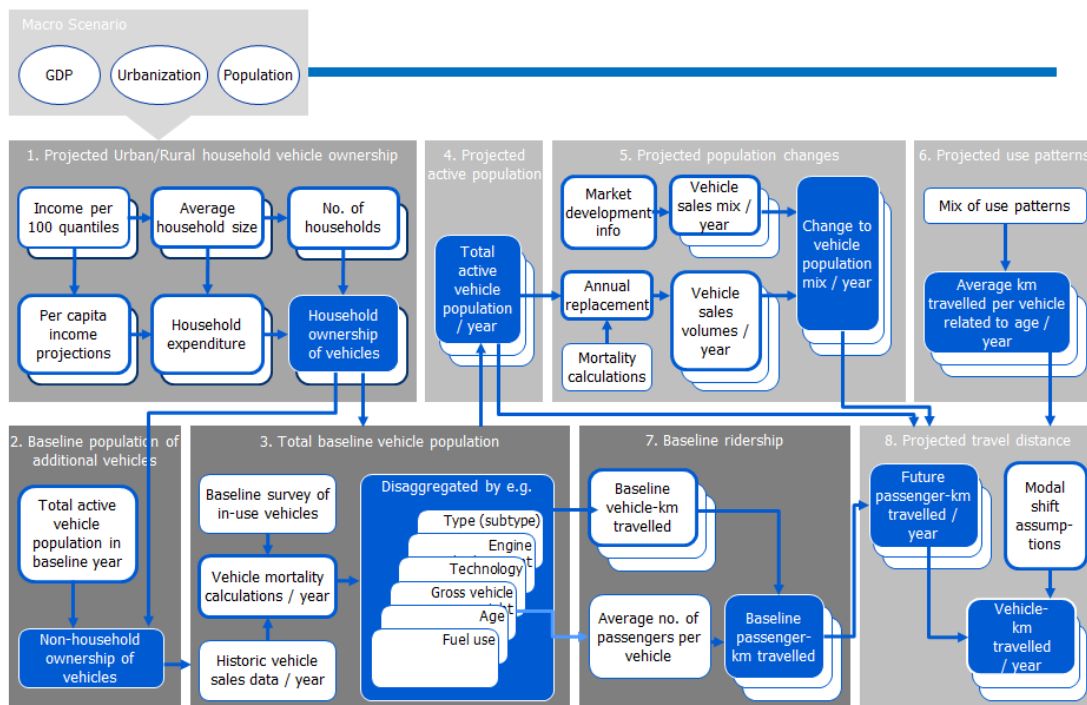 Macro Scenario
GDP
Urbanization
Population
1. Projected Urban/Rural household vehicle ownership
Income per
100 quantiles
Average
household size
No. of
households
Per capita
income
projections
Household
expenditure
Household
ownership
of vehicles
4. Projected
active population
Total
active
vehicle
population
/ year
5. Projected population changes
Market
development
info
Vehicle
sales mix /
year
Change to
vehicle
population
mix / year
Annual
replacement
Vehicle
sales
volumes /
year
Mortality
calculations
6. Projected use patterns
Mix of use patterns
Average km
travelled per vehicle
related to age /
year
2. Baseline population of
additional vehicles
Total active
vehicle
population in
baseline year
Non-household
ownership of
vehicles
3. Total baseline vehicle population
Baseline survey of
in-use vehicles
Vehicle mortality
calculations / year
Historic vehicle
sales data / year
Disaggregated by e.g.
Type (subtype)
Engine
Technology
Gross vehicle
Age
Fuel use
7. Baseline ridership
Baseline
vehicle-km
travelled
Average no. of
passengers per
vehicle
Baseline
passenger-
km travelled
8. Projected travel distance
Future
passenger-km
travelled /
year
Modal
shift
assump-
tions
Vehicle-
km
travelled
/ year